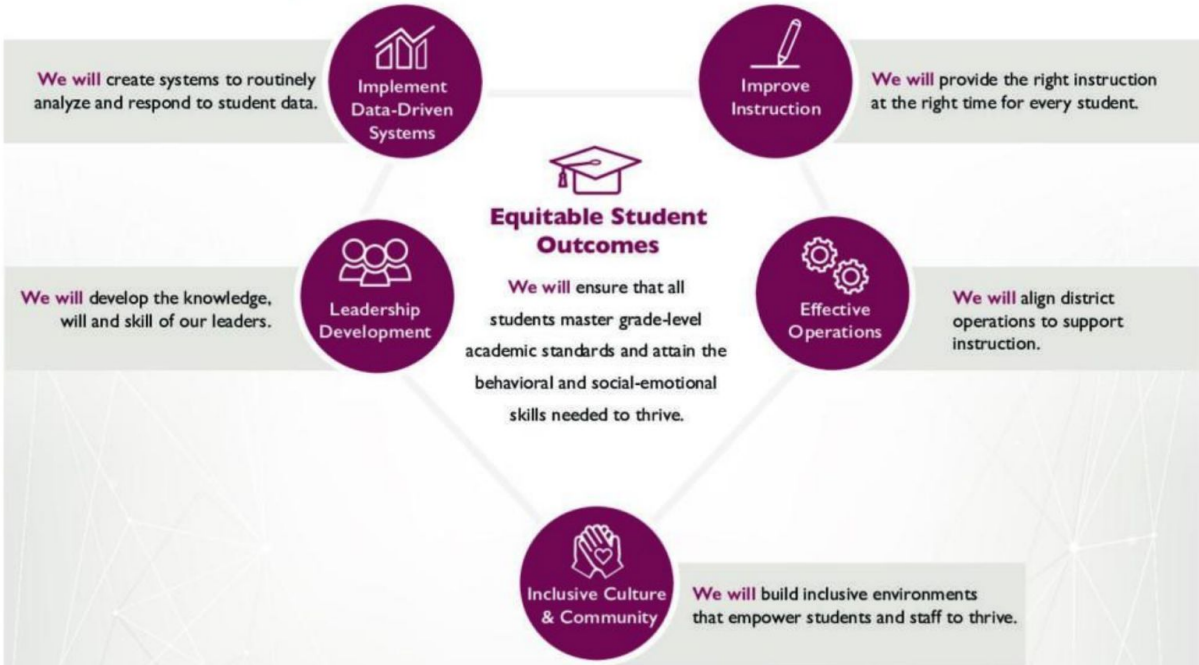 We will create systems to routinely
analyze and respond to student data.
Implement
Data-Driven
Systems
Improve
Instruction
We will provide the right instruction
at the right time for every student.
Equitable Student
Outcomes
We will ensure that all
students master grade-level
academic standards and attain the
behavioral and social-emotional
skills needed to thrive.
We will develop the knowledge,
will and skill of our leaders.
Leadership
Development
Effective
Operations
We will align district
operations to support
instruction.
Inclusive Culture
& Community
We will build inclusive environments
that empower students and staff to thrive.